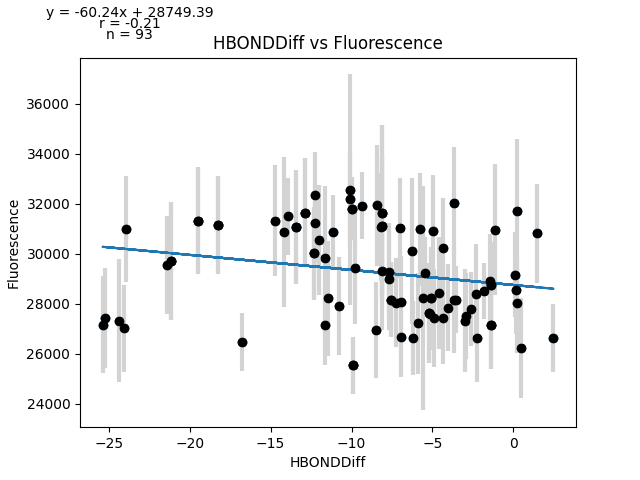 y = -60.24x + 28749.39
r = -0.21
n = 93
HBONDDiff vs Fluorescence
Fluorescence
36000
34000
32000
30000
28000
26000
24000
−25
−20
−15
−10
−5
0
HBONDDiff